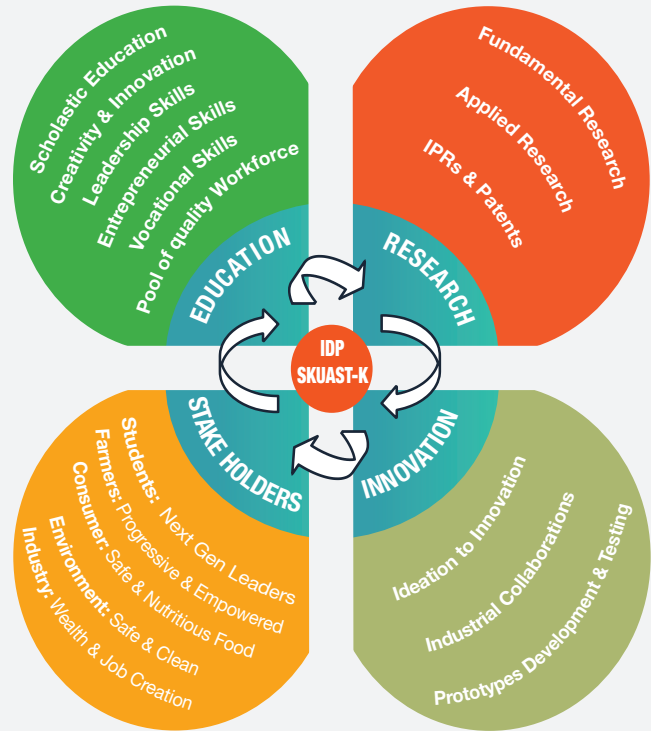 Scholastic Education
Creativity & Innovation
Leadership Skills
Entrepreneurial Skills
Vocational Skills
Pool of quality Workforce
EDUCATION
Fundamental Research
Applied Research
IPRs & Patents
RESEARCH
IDP
SKUAST-K
STAKE HOLDERS
Students: Next Gen Leaders
Farmers: Progressive & Empowered
Consumer: Safe & Nutritious Food
Environment: Safe & Clean
Industry: Wealth & Job Creation
INNOVATION
Ideation to Innovation
Industrial Collaborations
Prototypes Development & Testing